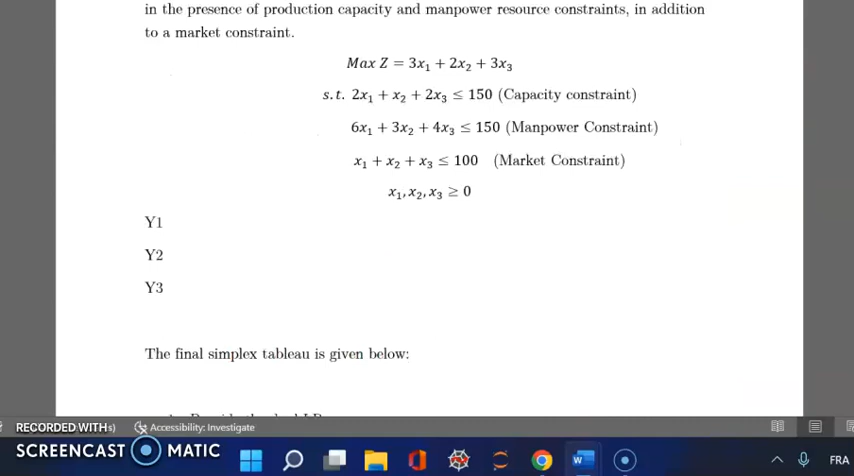 in the presence of production capacity and manpower resource constraints, in addition
to a market constraint.
Max Z = 3x₁ + 2x₂ + 3x₃
s.t. 2x₁ + x₂ + 2x₃ ≤ 150 (Capacity constraint)
6x₁ + 3x₂ + 4x₃ ≤ 150 (Manpower Constraint)
x₁ + x₂ + x₃ ≤ 100 (Market Constraint)
x₁, x₂, x₃ ≥ 0
Y1
Y2
Y3
The final simplex tableau is given below:
RECORDED WITH s) Accessibility: Investigate
SCREENCAST MATIC
FRA